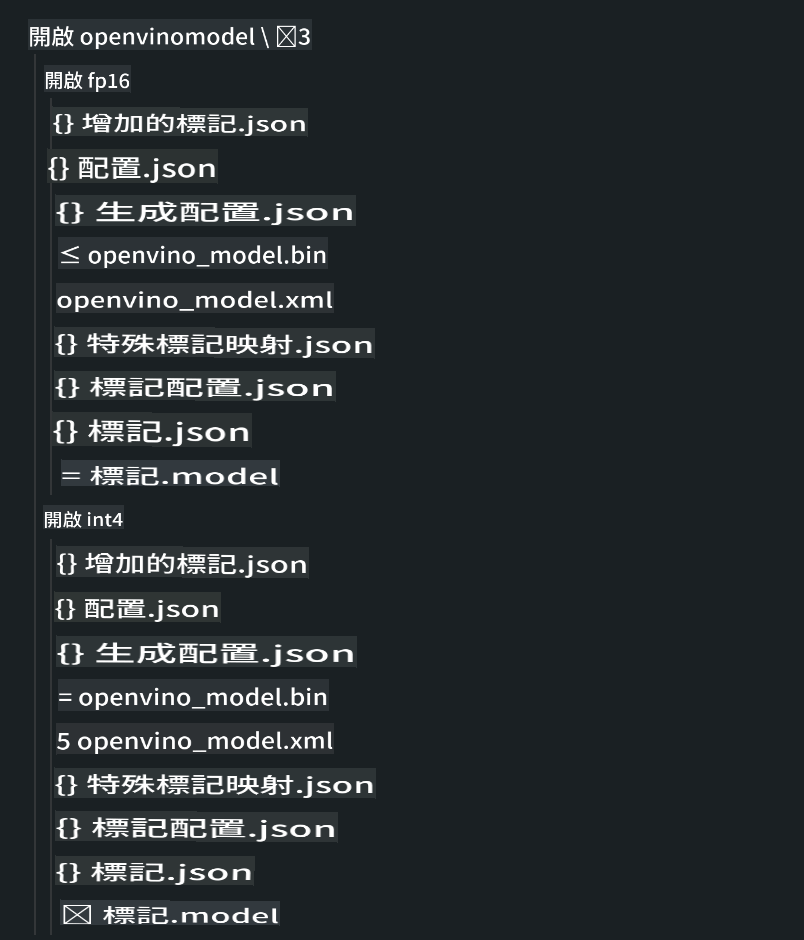 開啟 openvinomodel \ 3
開啟 fp16
{} 增加的標記.json
{} 配置.json
{} 生成配置.json
≤ openvino_model.bin
openvino_model.xml
{} 特殊標記映射.json
{} 標記配置.json
{} 標記.json
= 標記.model
開啟 int4
{} 增加的標記.json
{} 配置.json
{} 生成配置.json
= openvino_model.bin
5 openvino_model.xml
{} 特殊標記映射.json
{} 標記配置.json
{} 標記.json
標記.model